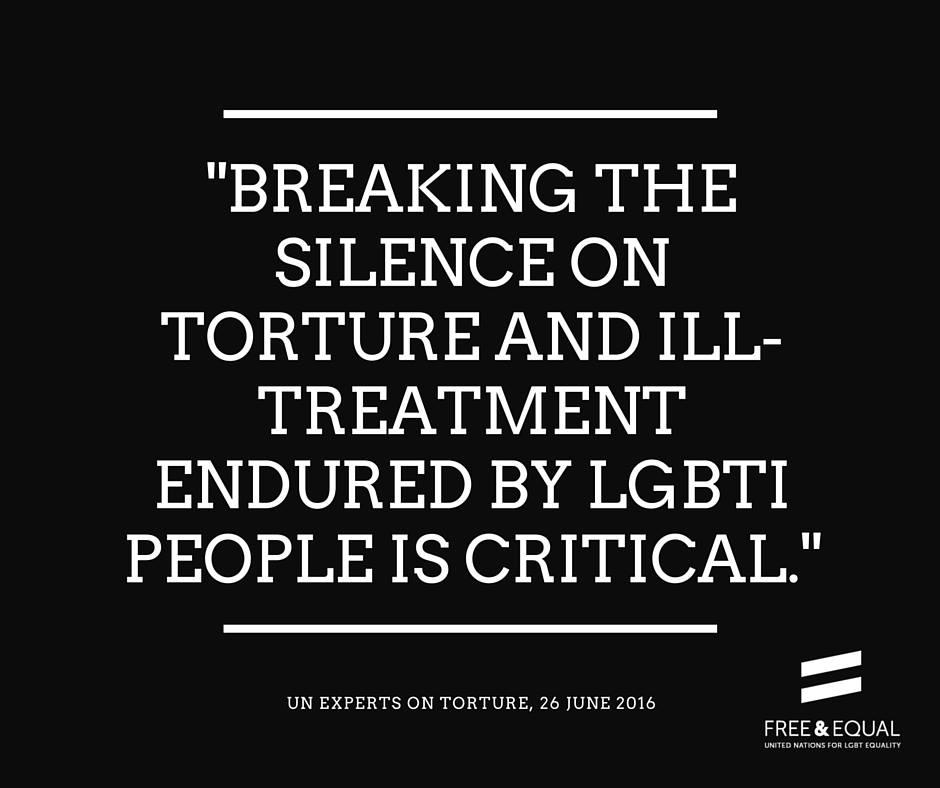 "BREAKING THE
SILENCE ON
TORTURE AND ILL-
TREATMENT
ENDURED BY LGBTI
PEOPLE IS CRITICAL."
UN EXPERTS ON TORTURE, 26 JUNE 2016
FREE & EQUAL
UNITED NATIONS FOR LGBT EQUALITY